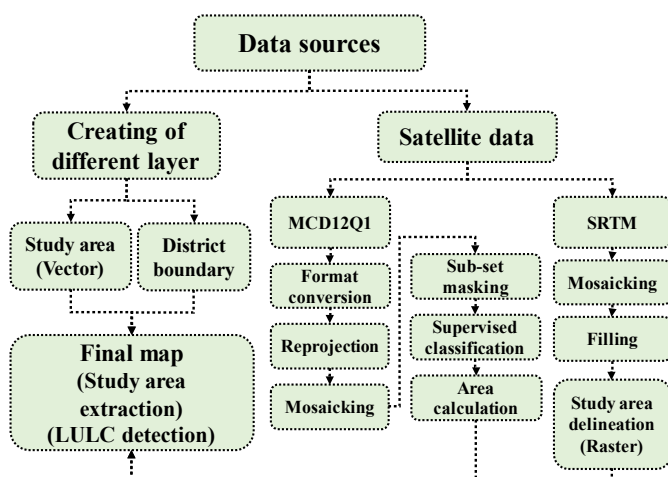 Data sources
Creating of
different layer
Satellite data
Study area
(Vector)
District
boundary
Final map
(Study area
extraction)
(LULC detection)
MCD12Q1
Format
conversion
Reprojection
Mosaicking
Sub-set
masking
Supervised
classification
Area
calculation
SRTM
Mosaicking
Filling
Study area
delineation
(Raster)